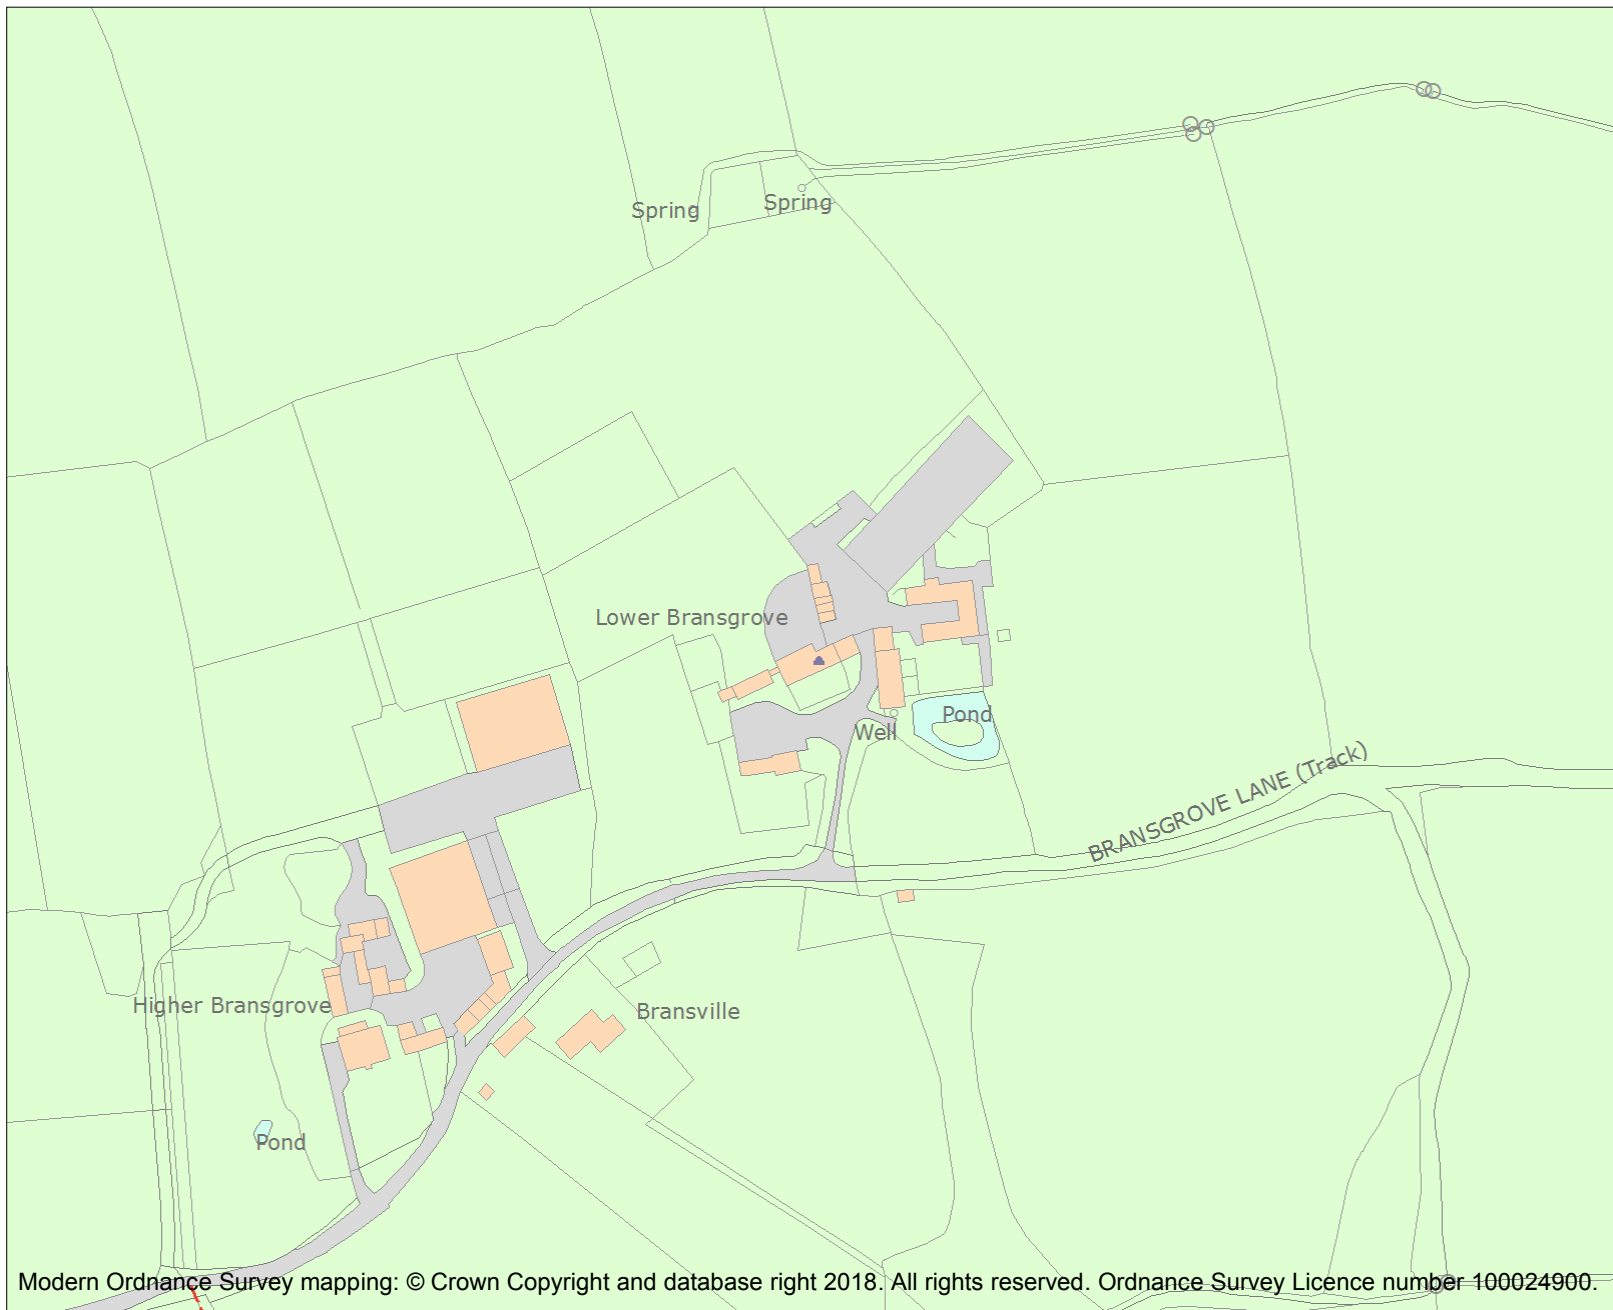 Spring
Spring
Lower Bransgrove
Pond
Well
BRANSGROVE LANE (Track)
Higher Bransgrove
Bransville
Pond
Modern Ordnance Survey mapping: © Crown Copyright and database right 2018. All rights reserved. Ordnance Survey Licence number 100024900.